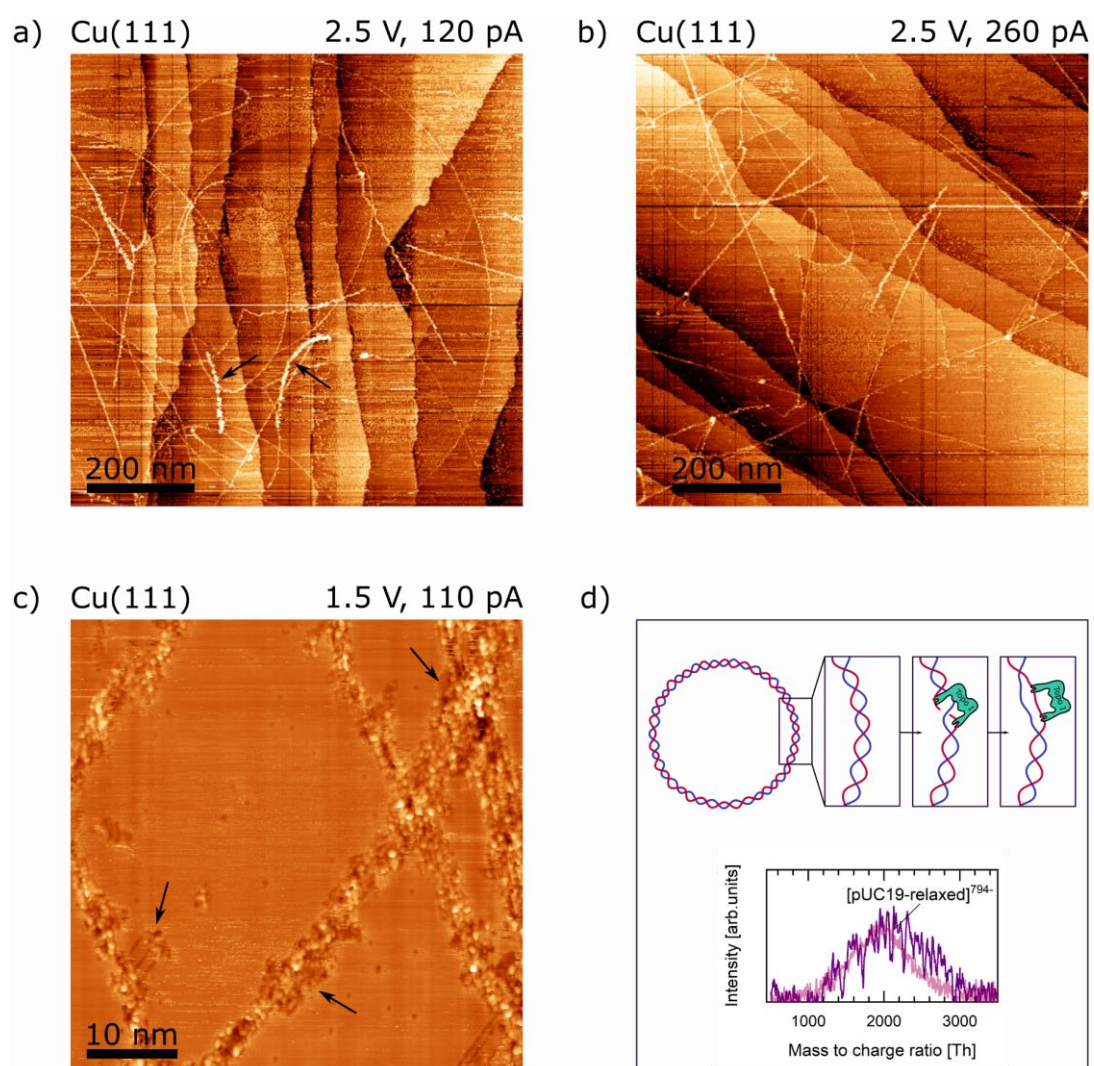 a) Cu(111) 2.5 V, 120 pA
200 nm
b) Cu(111) 2.5 V, 260 pA
200 nm
c) Cu(111) 1.5 V, 110 pA
10 nm
d)
Topo I
Topo I
Intensity [arb.units]
[pUC19-relaxed]⁷⁹⁴⁻
1000 2000 3000
Mass to charge ratio [Th]